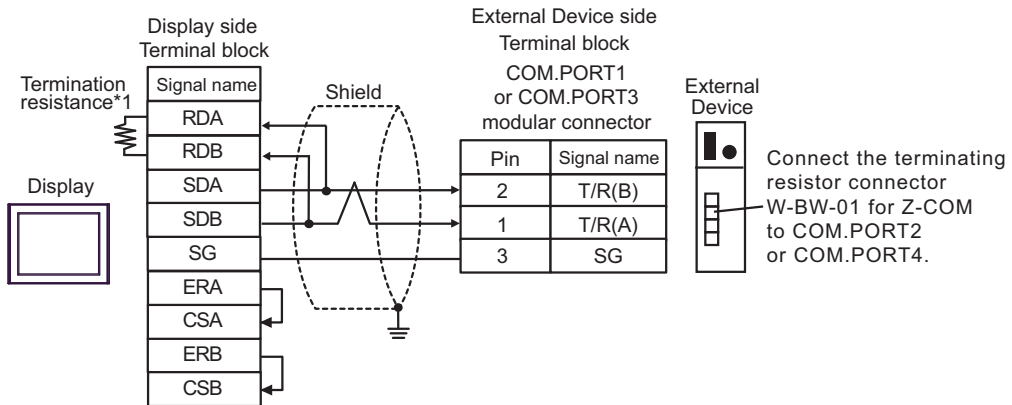 Display side
Terminal block
Termination
resistance*1
Signal name
RDA
RDB
SDA
SDB
SG
ERA
CSA
ERB
CSB
Display
Shield
External Device side
Terminal block
COM.PORT1
or COM.PORT3
modular connector
Pin Signal name
2 T/R(B)
1 T/R(A)
3 SG
External
Device
Connect the terminating
resistor connector
W-BW-01 for Z-COM
to COM.PORT2
or COM.PORT4.